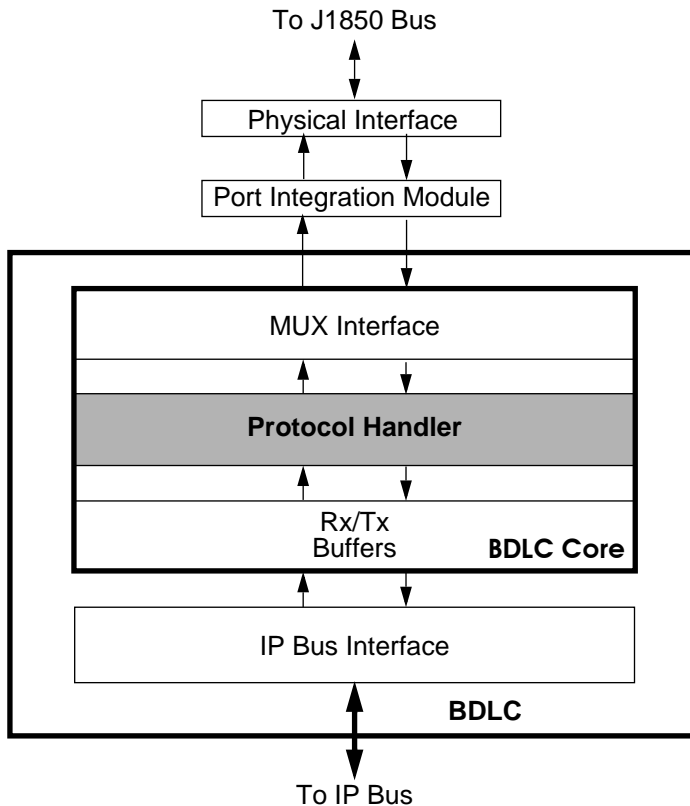 To J1850 Bus
Physical Interface
Port Integration Module
MUX Interface
Protocol Handler
Rx/Tx
Buffers
BDLC Core
IP Bus Interface
BDLC
To IP Bus